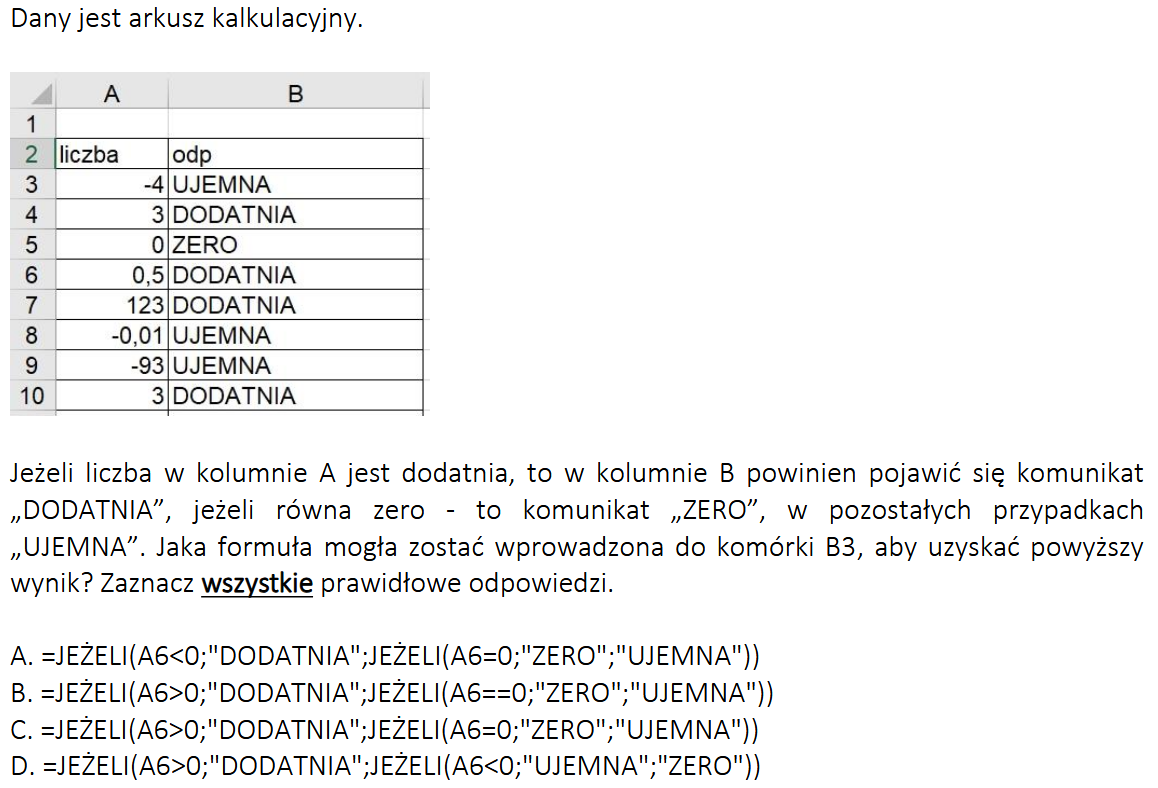 Dany jest arkusz kalkulacyjny.
A B
1
2 liczba odp
3 -4 UJEMNA
4 3 DODATNIA
5 0 ZERO
6 0,5 DODATNIA
7 123 DODATNIA
8 -0,01 UJEMNA
9 -93 UJEMNA
10 3 DODATNIA
Jeżeli liczba w kolumnie A jest dodatnia, to w kolumnie B powinien pojawić się komunikat
„DODATNIA”, jeżeli równa zero - to komunikat „ZERO”, w pozostałych przypadkach
„UJEMNA”. Jaka formuła mogła zostać wprowadzona do komórki B3, aby uzyskać powyższy
wynik? Zaznacz wszystkie prawidłowe odpowiedzi.
A. =JEŻELI(A6<0;"DODATNIA";JEŻELI(A6=0;"ZERO";"UJEMNA"))
B. =JEŻELI(A6>0;"DODATNIA";JEŻELI(A6==0;"ZERO";"UJEMNA"))
C. =JEŻELI(A6>0;"DODATNIA";JEŻELI(A6=0;"ZERO";"UJEMNA"))
D. =JEŻELI(A6>0;"DODATNIA";JEŻELI(A6<0;"UJEMNA";"ZERO"))